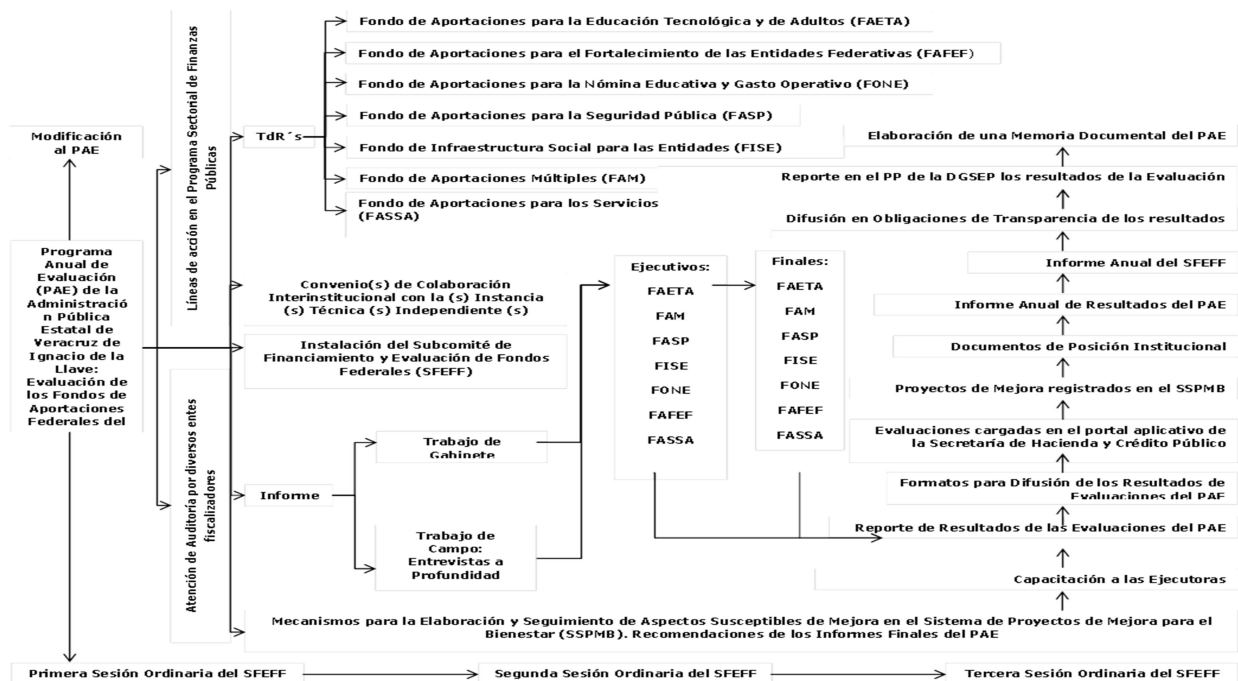 Modificación
al PAE
Programa
Anual de
Evaluación
(PAE) de la
Administració
n Pública
Estatal de
Veracruz de
Ignacio de la
Llave:
Evaluación de
los Fondos de
Aportaciones
Federales del
Líneas de acción en el Programa Sectorial de Finanzas
Públicas
Atención de Auditoría por diversos entes
fiscalizadores
TdR´s
Fondo de Aportaciones para la Educación Tecnológica y de Adultos (FAETA)
Fondo de Aportaciones para el Fortalecimiento de las Entidades Federativas (FAFEF)
Fondo de Aportaciones para la Nómina Educativa y Gasto Operativo (FONE)
Fondo de Aportaciones para la Seguridad Pública (FASP)
Fondo de Infraestructura Social para las Entidades (FISE)
Fondo de Aportaciones Múltiples (FAM)
Fondo de Aportaciones para los Servicios
(FASSA)
Convenio(s) de Colaboración
Interinstitucional con la (s) Instancia
(s) Técnica (s) Independiente (s)
Instalación del Subcomité de
Financiamiento y Evaluación de Fondos
Federales (SFEFF)
Informe
Trabajo de
Gabinete
Trabajo de
Campo:
Entrevistas a
Profundidad
Ejecutivos:
FAETA
FAM
FASP
FISE
FONE
FAFEF
FASSA
Finales:
FAETA
FAM
FASP
FISE
FONE
FAFEF
FASSA
Elaboración de una Memoria Documental del PAE
Reporte en el PP de la DGSEP los resultados de la Evaluación
Difusión en Obligaciones de Transparencia de los resultados
Informe Anual del SFEFF
Informe Anual de Resultados del PAE
Documentos de Posición Institucional
Proyectos de Mejora registrados en el SSPMB
Evaluaciones cargadas en el portal aplicativo de
la Secretaría de Hacienda y Crédito Público
Formatos para Difusión de los Resultados de
Evaluaciones del PAE
Reporte de Resultados de las Evaluaciones del PAE
Capacitación a las Ejecutoras
Mecanismos para la Elaboración y Seguimiento de Aspectos Susceptibles de Mejora en el Sistema de Proyectos de Mejora para el
Bienestar (SSPMB). Recomendaciones de los Informes Finales del PAE
Primera Sesión Ordinaria del SFEFF
Segunda Sesión Ordinaria del SFEFF
Tercera Sesión Ordinaria del SFEFF